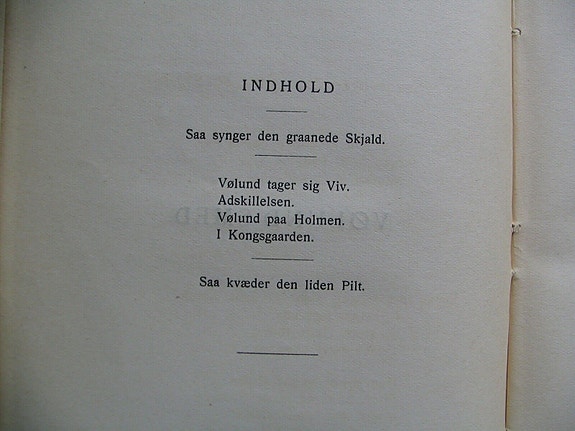 INDHOLD
Saa synger den graanede Skjald.
Vølund tager sig Viv.
Adskillelsen.
Vølund paa Holmen.
I Kongsgaarden.
Saa kvæder den liden Pilt.